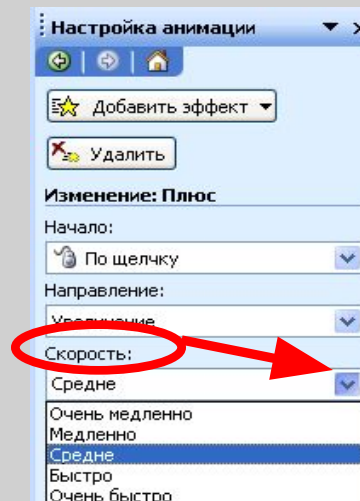 Настройка анимации
Добавить эффект
Удалить
Изменение: Плюс
Начало:
По щелчку
Направление:
Увеличение
Скорость:
Средне
Очень медленно
Медленно
Средне
Быстро
Очень быстро